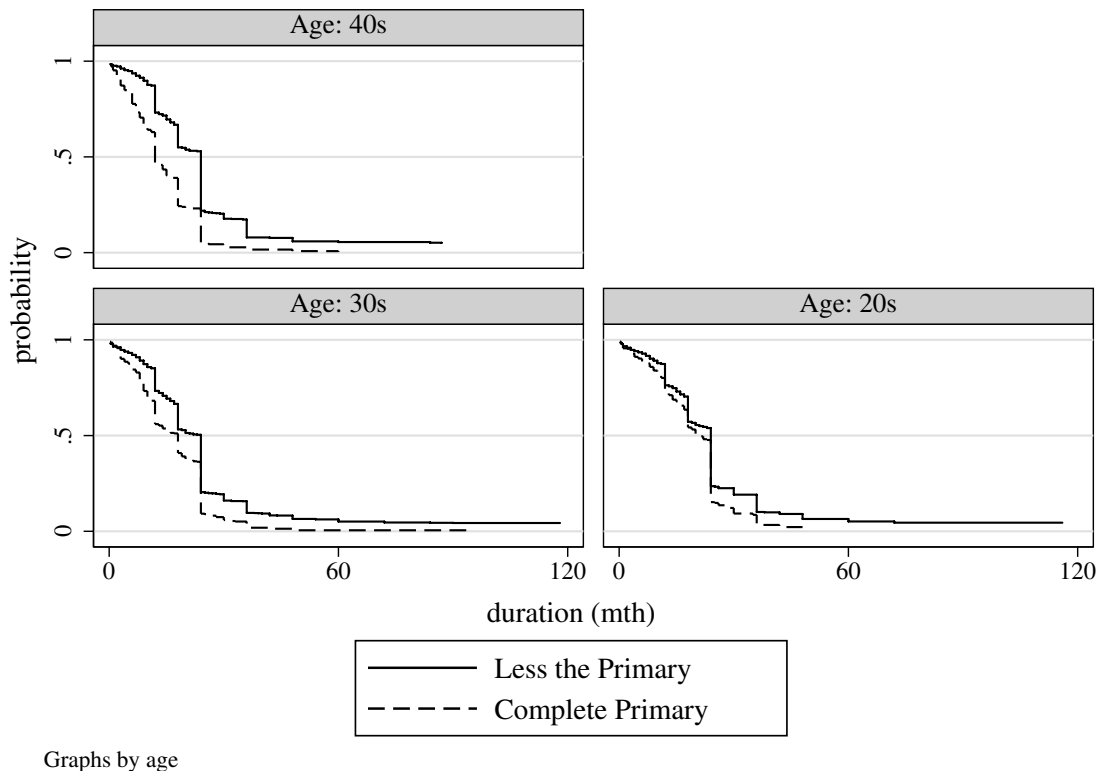 Age: 40s
1
.5
0
probability
Age: 30s
Age: 20s
1
.5
0
0
60
120
0
60
120
duration (mth)
Less the Primary
Complete Primary
Graphs by age